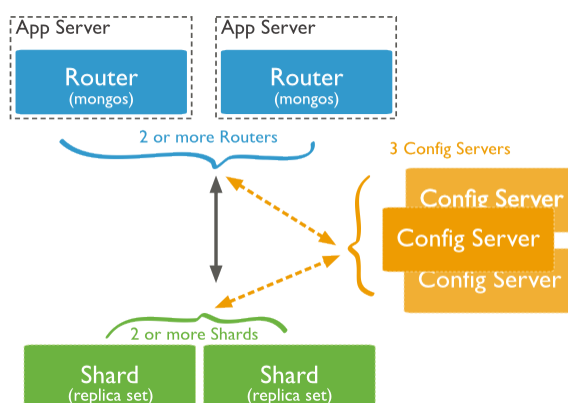 App Server
App Server
Router
(mongos)
Router
(mongos)
2 or more Routers
3 Config Servers
Config Server
Config Server
Config Server
2 or more Shards
Shard
(replica set)
Shard
(replica set)